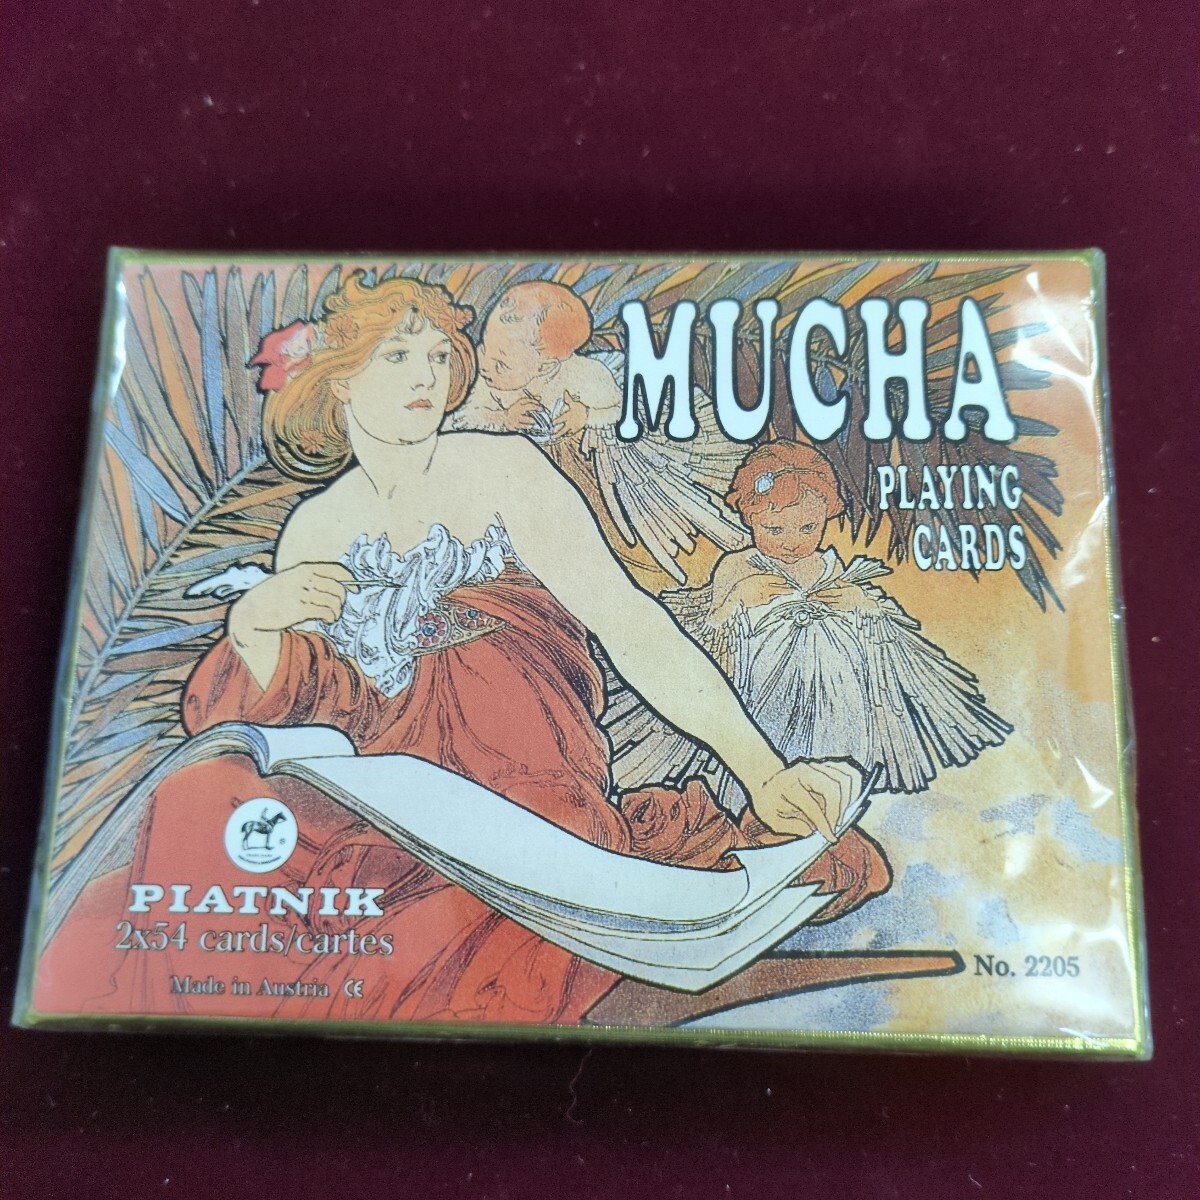 MUCHA
PLAYING
CARDS
PIATNIK
2x54 cards/cartes
Made in Austria CE
No. 2205